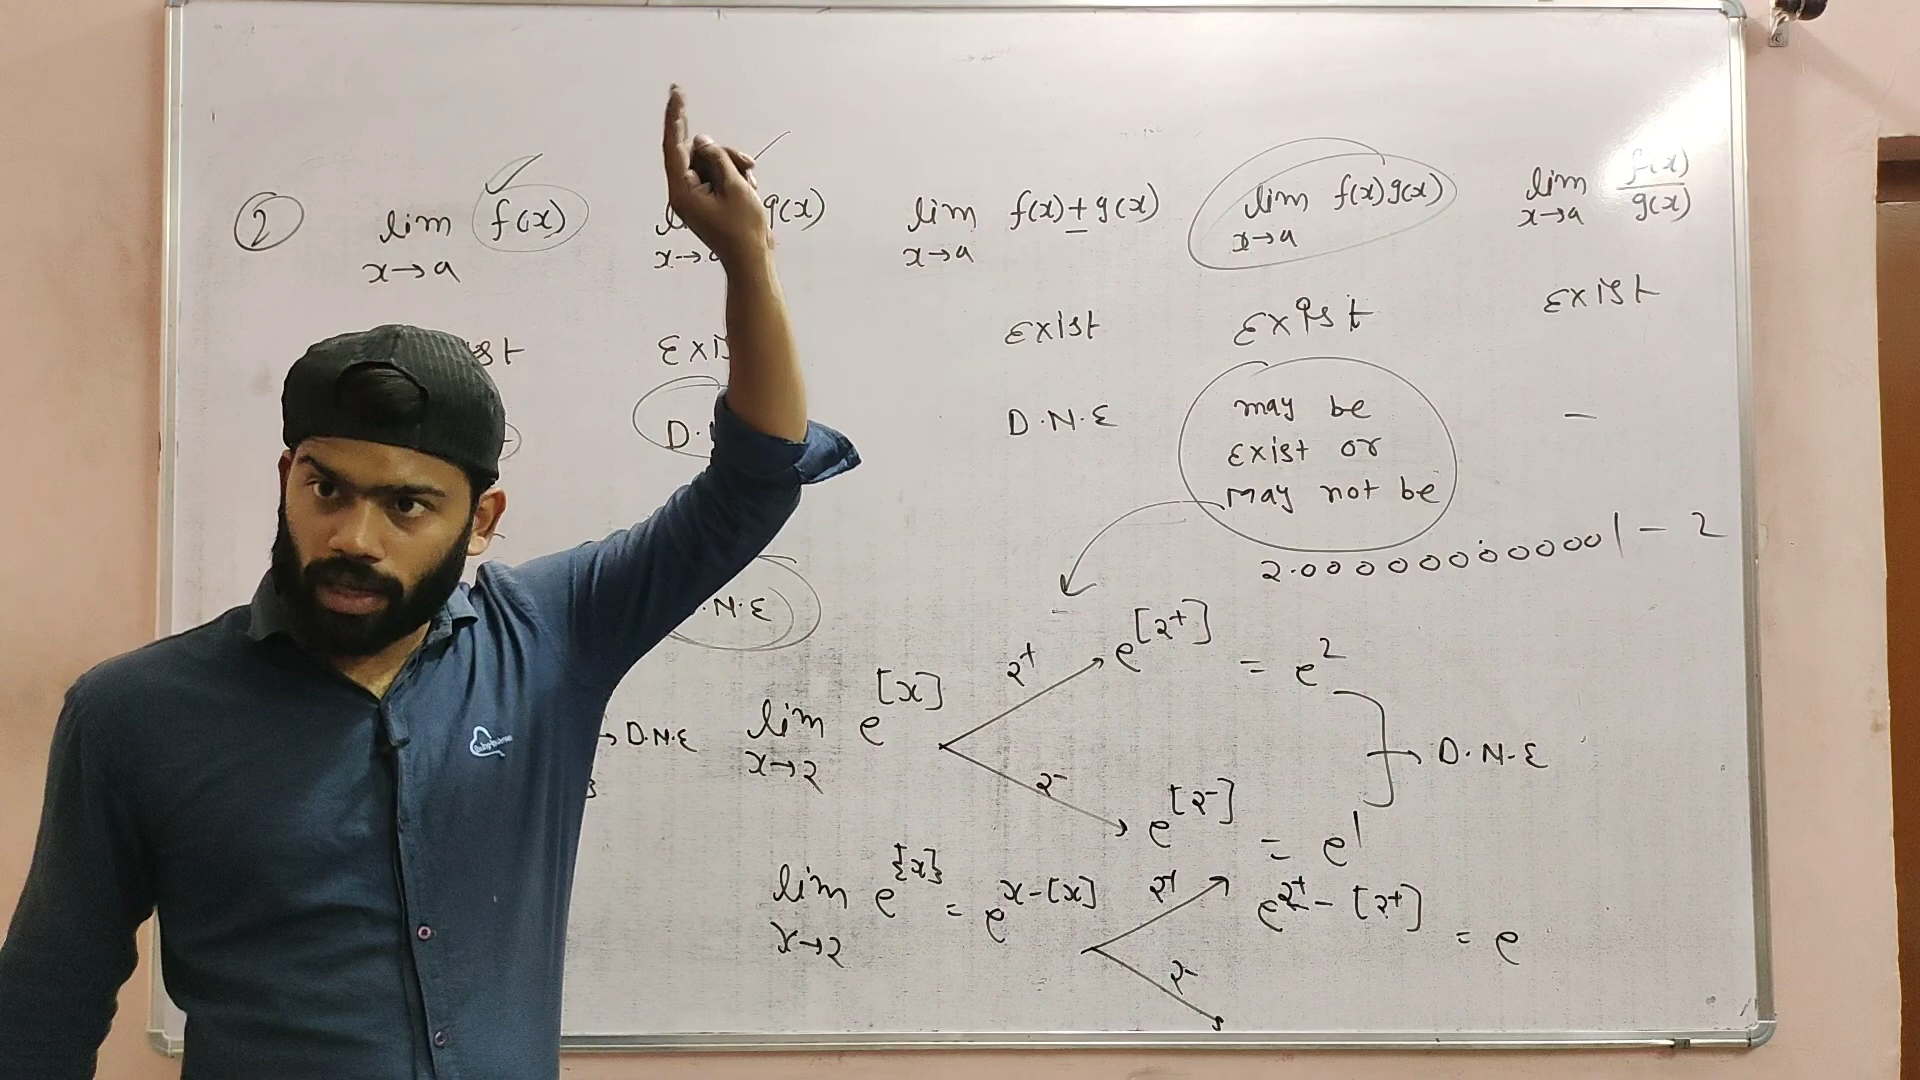 2 lim x→a f(x) g(x) lim x→a f(x)±g(x) lim x→a f(x)g(x) lim x→a f(x)/g(x)
Exist Exist Exist
D.N.E may be -
Exist or
may not be
2.00000000001 - 2
.N.E
lim x→2 e^[x] 2+ e^[2+] = e^2
→ D.N.E → D.N.E
2- e^[2-] = e^1
lim x→2 e^{x} = e^x-[x] 2+ e^2+-[2+] = e
2-